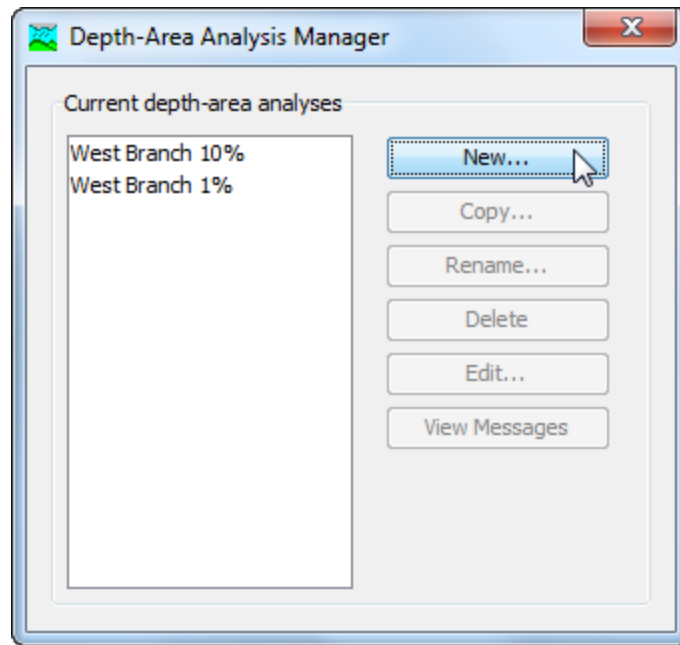 Depth-Area Analysis Manager
Current depth-area analyses
West Branch 10%
West Branch 1%
New...
Copy...
Rename...
Delete
Edit...
View Messages